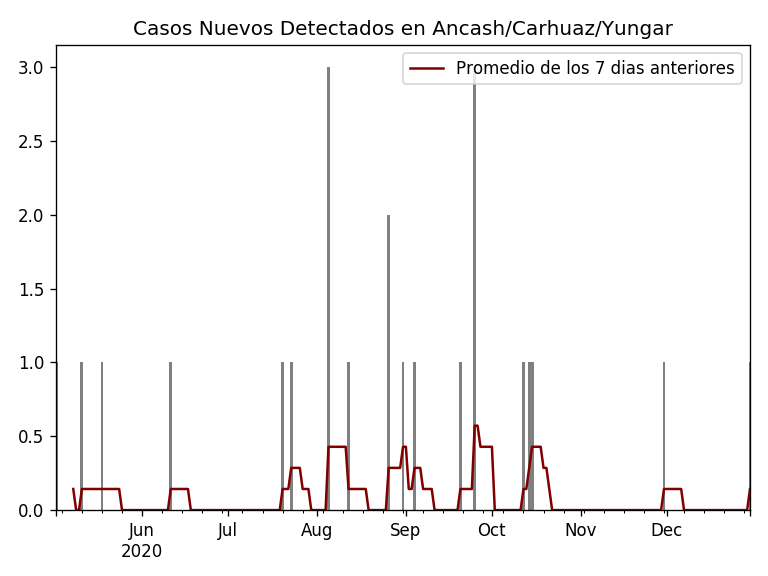 Casos Nuevos Detectados en Ancash/Carhuaz/Yungar
Promedio de los 7 dias anteriores
3.0
2.5
2.0
1.5
1.0
0.5
0.0
Jun Jul Aug Sep Oct Nov Dec
2020